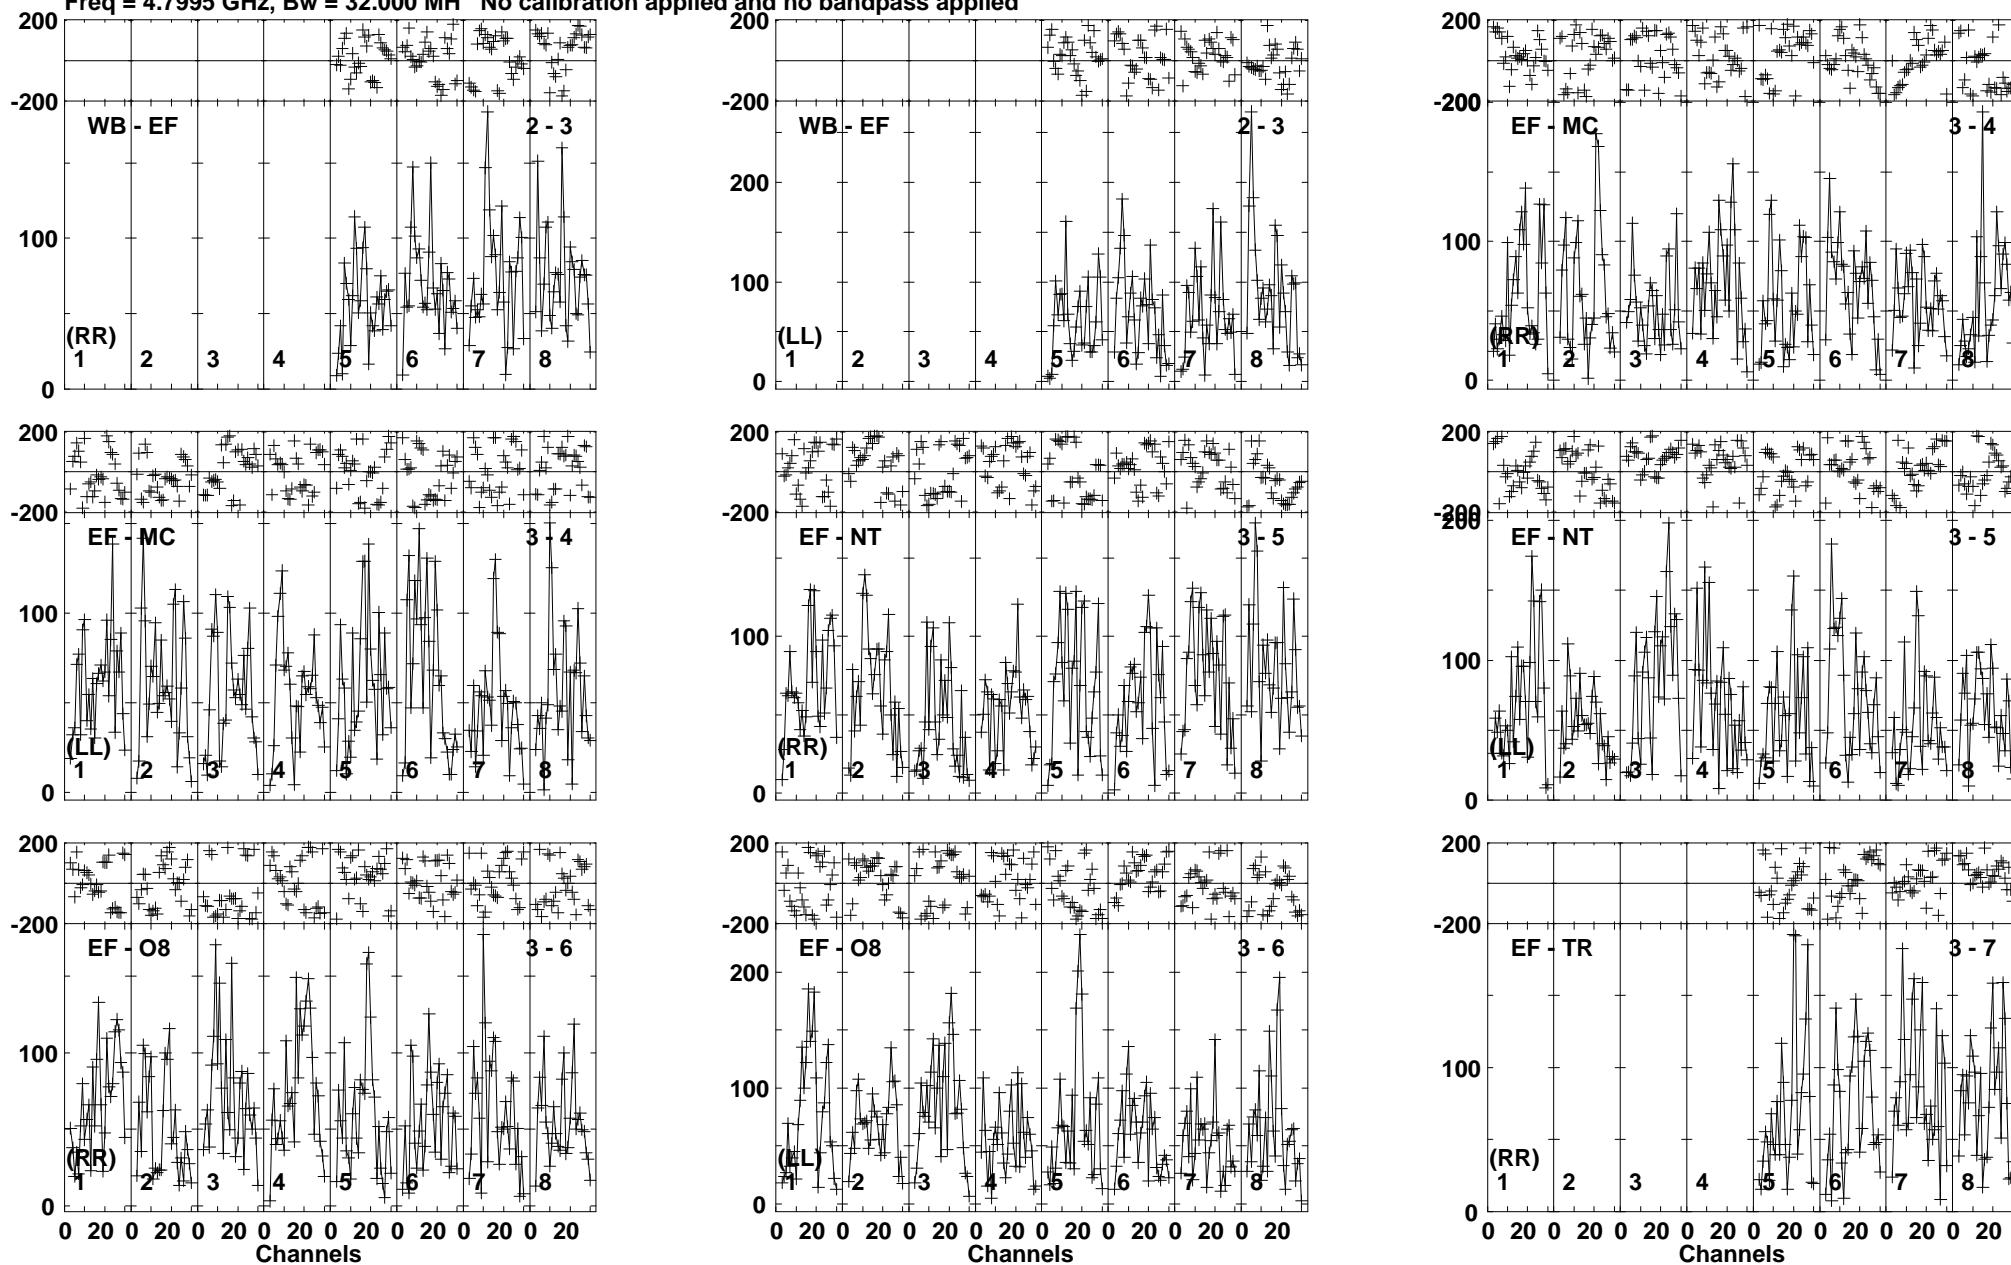 Freq = 4.7995 GHz, Bw = 32.000 MH No calibration applied and no bandpass applied
200 200 200
-200 -200 -200
WB - EF 2 - 3 WB - EF 2 - 3 EF - MC 3 - 4
200
100 100 100
(RR) (LL) (RR)
1 2 3 4 5 6 7 8 1 2 3 4 5 6 7 8 1 2 3 4 5 6 7 8
0 0 0
200 200 200
-200 -200 -200
200
EF - MC 3 - 4 EF - NT 3 - 5 EF - NT 3 - 5
100 100 100
(LL) (RR) (LL)
1 2 3 4 5 6 7 8 1 2 3 4 5 6 7 8 1 2 3 4 5 6 7 8
0 0 0
200 200 200
-200 -200 -200
EF - O8 3 - 6 EF - O8 3 - 6 EF - TR 3 - 7
200
100 100 100
(RR) (LL) (RR)
1 2 3 4 5 6 7 8 1 2 3 4 5 6 7 8 1 2 3 4 5 6 7 8
0 0 0
0 20 0 20 0 20 0 20 0 20 0 20 0 20 0 20 0 20 0 20 0 20 0 20 0 20 0 20 0 20 0 20 0 20 0 20 0 20 0 20 0 20 0 20 0 20 0 20
Channels Channels Channels